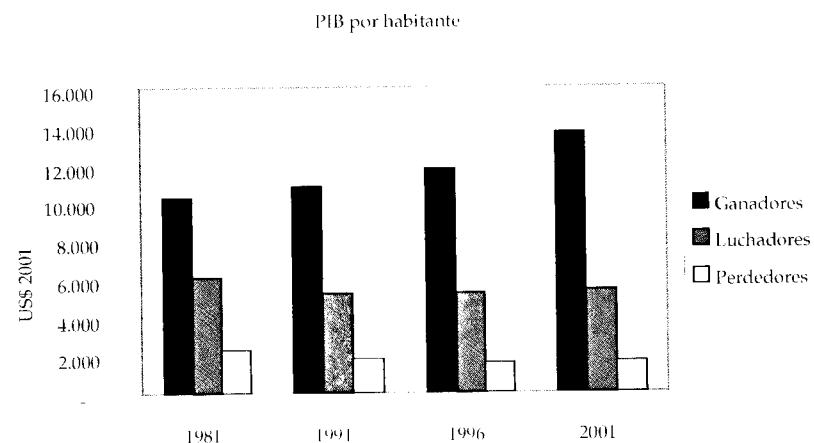 PIB por habitante
16.000
14.000
12.000
10.000
8.000
6.000
4.000
2.000
-
US$ 2001
1981
1991
1996
2001
Ganadores
Luchadores
Perdedores